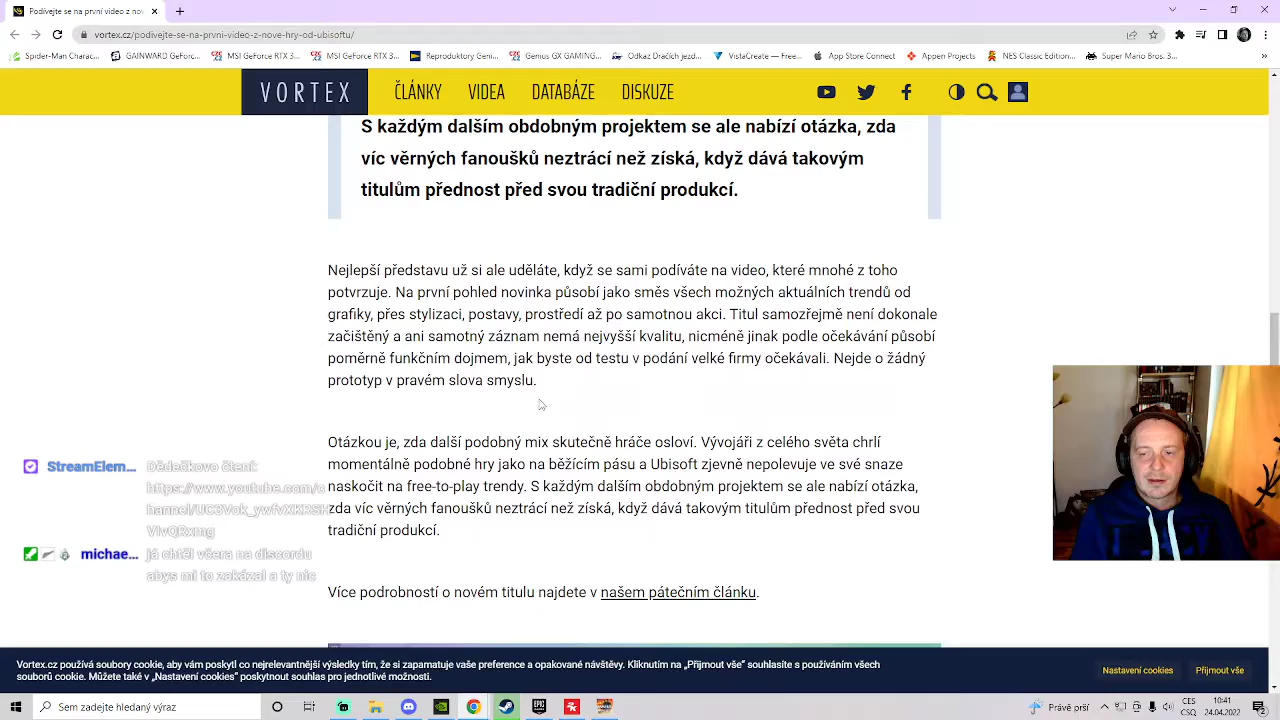 Podívejte se na první video z nov
vortex.cz/podivejte-se-na-prvni-video-z-nove-hry-od-ubisoftu/
Spider-Man Charac...
GAINWARD GeForc...
MSI GeForce RTX 3...
MSI GeForce RTX 3...
Reproduktory Geni...
Genius GX GAMING...
Odkaz Dračích jezd...
VistaCreate — Free...
App Store Connect
Appen Projects
NES Classic Edition...
Super Mario Bros. 3...
VORTEX
ČLÁNKY
VIDEA
DATABÁZE
DISKUZE
S každým dalším obdobným projektem se ale nabízí otázka, zda
víc věrných fanoušků neztrácí než získá, když dává takovým
titulům přednost před svou tradiční produkcí.
Nejlepší představu už si ale uděláte, když se sami podíváte na video, které mnohé z toho
potvrzuje. Na první pohled novinka působí jako směs všech možných aktuálních trendů od
grafiky, přes stylizaci, postavy, prostředí až po samotnou akci. Titul samozřejmě není dokonale
začištěný a ani samotný záznam nemá nejvyšší kvalitu, nicméně jinak podle očekávání působí
poměrně funkčním dojmem, jak byste od testu v podání velké firmy očekávali. Nejde o žádný
prototyp v pravém slova smyslu.
Otázkou je, zda další podobný mix skutečně hráče osloví. Vývojáři z celého světa chrlí
momentálně podobné hry jako na běžícím pásu a Ubisoft zjevně nepolevuje ve své snaze
naskočit na free-to-play trendy. S každým dalším obdobným projektem se ale nabízí otázka,
zda víc věrných fanoušků neztrácí než získá, když dává takovým titulům přednost před svou
tradiční produkcí.
Více podrobností o novém titulu najdete v našem pátečním článku.
StreamElem... Dědečkovo čtení:
https://www.youtube.com/c
hannel/UC3Vok_ywfvXKRSH
VIvQRxmg
michae... já chtěl včera na discordu
abys mi to zakázal a ty nic
Vortex.cz používá soubory cookie, aby vám poskytl co nejrelevantnější výsledky tím, že si zapamatuje vaše preference a opakované návštěvy. Kliknutím na „Přijmout vše“ souhlasíte s používáním všech
souborů cookie. Můžete také v „Nastavení cookies“ poskytnout souhlas pro jednotlivé možnosti.
Nastavení cookies
Přijmout vše
Sem zadejte hledaný výraz
Právě prší
CES
CSQ
10:41
24.04.2022